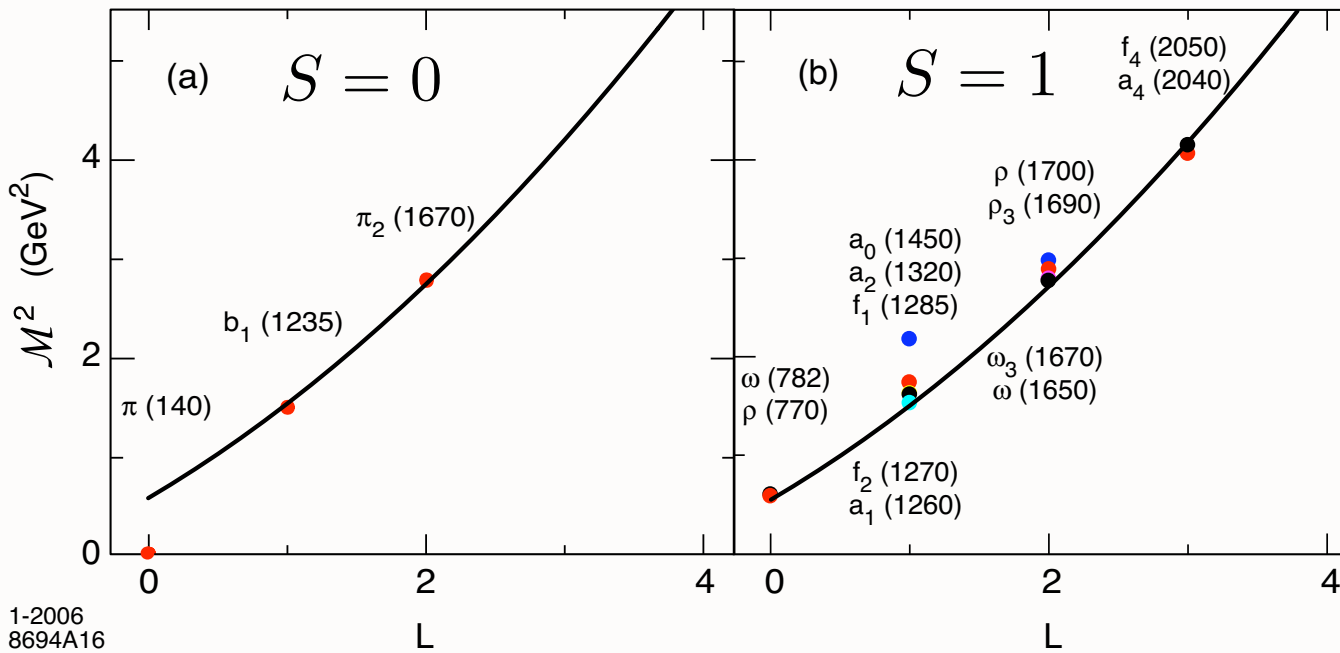 (a) S = 0
π (140)
b₁ (1235)
π₂ (1670)
ℳ² (GeV²)
0
2
4
0
2
4
L
(b) S = 1
f₄ (2050)
a₄ (2040)
ρ (1700)
ρ₃ (1690)
a₀ (1450)
a₂ (1320)
f₁ (1285)
ω (782)
ρ (770)
ω₃ (1670)
ω (1650)
f₂ (1270)
a₁ (1260)
0
2
4
L
1-2006
8694A16